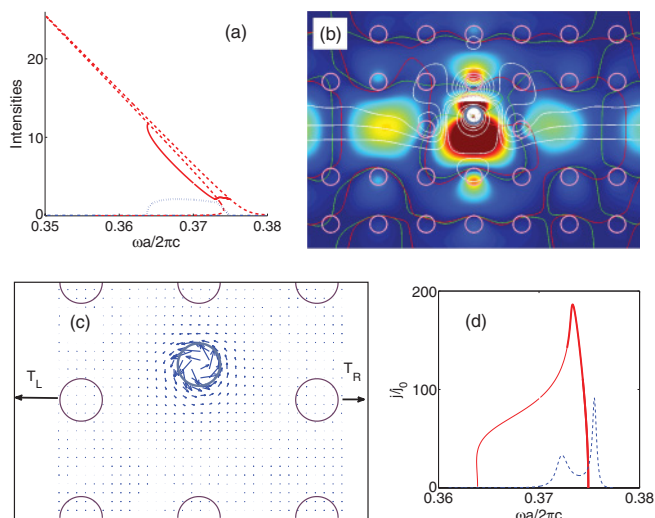 (a)
20
10
0
Intensities
0.35 0.36 0.37 0.38
ωa/2πc
(b)
(c)
T_L
T_R
(d)
200
100
0
j/j_0
0.36 0.37 0.38
ωa/2πc